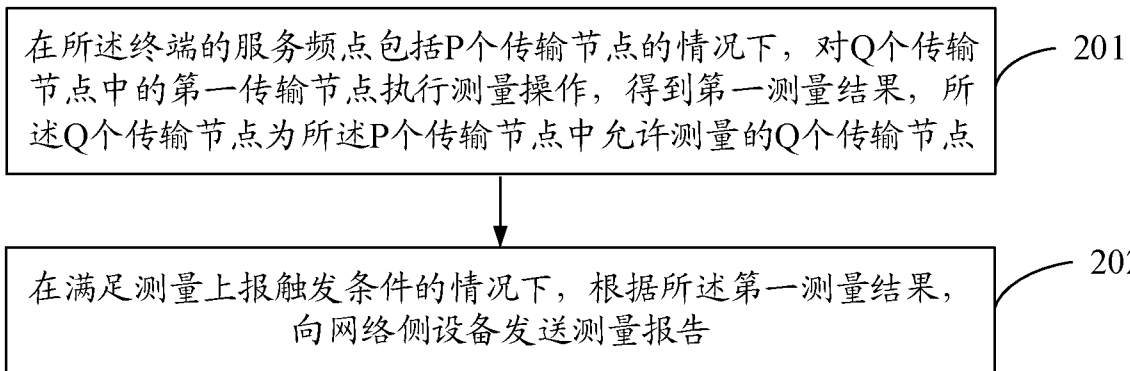 在所述终端的服务频点包括P个传输节点的情况下，对Q个传输
节点中的第一传输节点执行测量操作，得到第一测量结果，所
述Q个传输节点为所述P个传输节点中允许测量的Q个传输节点
201
在满足测量上报触发条件的情况下，根据所述第一测量结果，
向网络侧设备发送测量报告
202